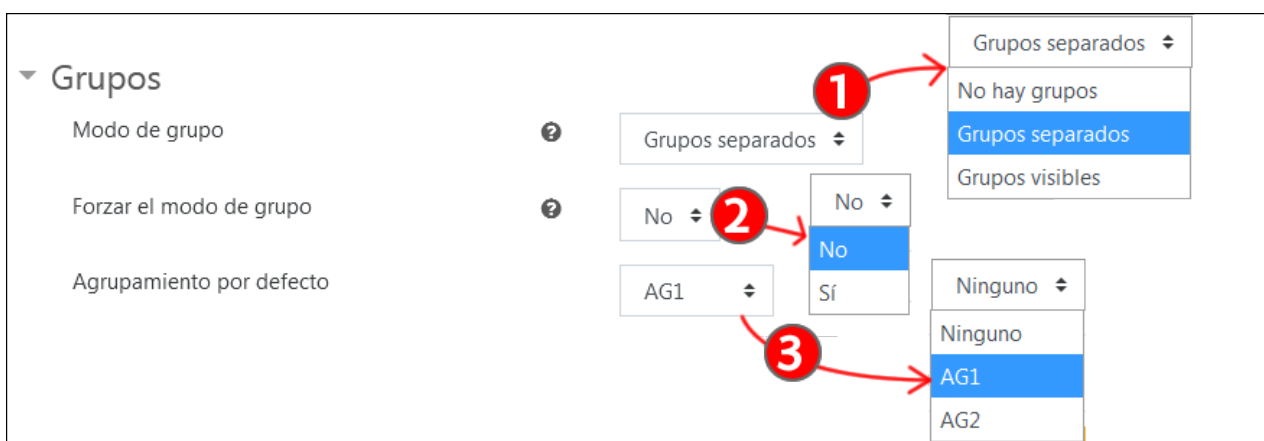 Grupos
Modo de grupo
Grupos separados
1
Grupos separados
No hay grupos
Grupos separados
Grupos visibles
Forzar el modo de grupo
No
2
No
No
Sí
Agrupamiento por defecto
AG1
3
Ninguno
Ninguno
AG1
AG2